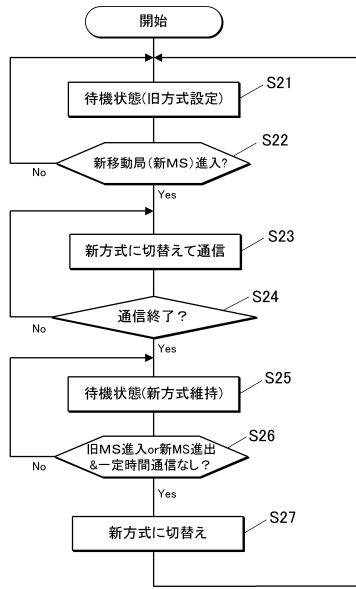 開始
待機状態(旧方式設定)
S21
新移動局(新MS)進入?
S22
No
Yes
新方式に切替えて通信
S23
通信終了？
S24
No
Yes
待機状態(新方式維持)
S25
旧MS進入or新MS進出
&一定時間通信なし？
S26
No
Yes
新方式に切替え
S27